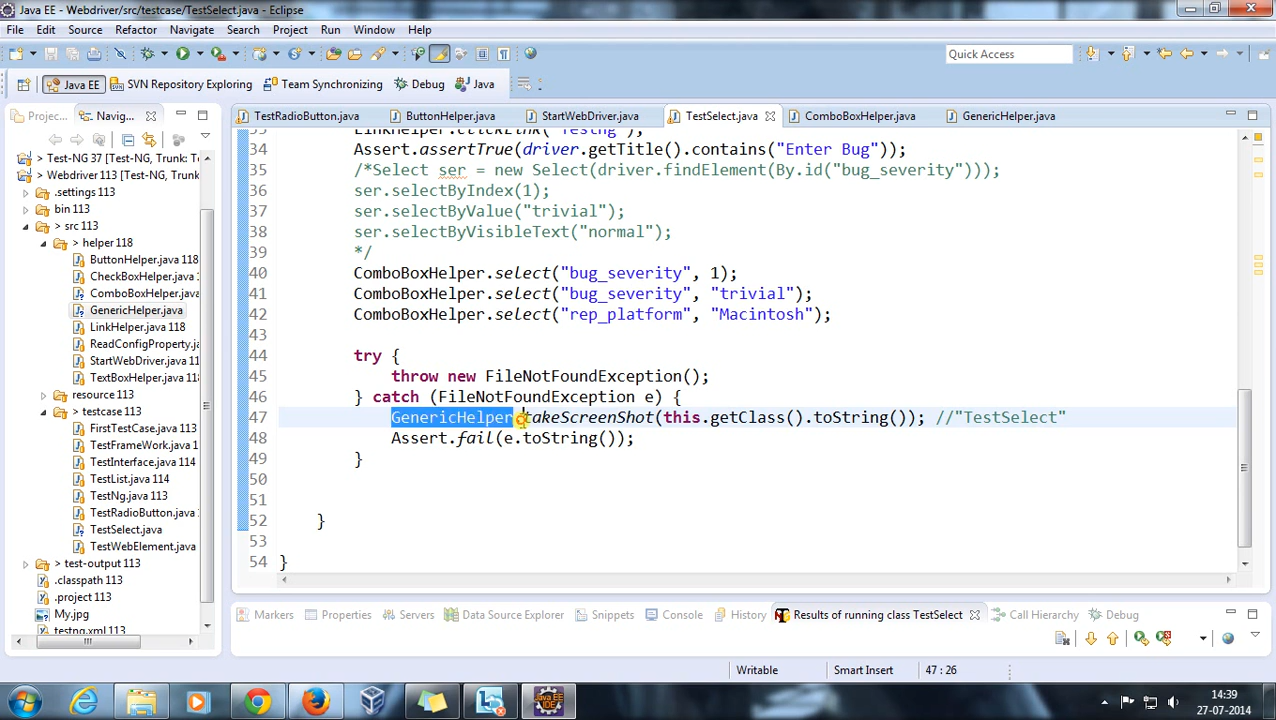 Java EE - Webdriver/src/testcase/TestSelect.java - Eclipse
File Edit Source Refactor Navigate Search Project Run Window Help
Quick Access
Java EE SVN Repository Exploring Team Synchronizing Debug Java
Projec... Navig...
TestRadioButton.java ButtonHelper.java StartWebDriver.java TestSelect.java ComboBoxHelper.java GenericHelper.java
> Test-NG 37 [Test-NG, Trunk: T
> Webdriver 113 [Test-NG, Trunk
.settings 113
bin 113
> src 113
> helper 118
ButtonHelper.java 118
CheckBoxHelper.java
ComboBoxHelper.java
GenericHelper.java
LinkHelper.java 118
ReadConfigProperty.j
StartWebDriver.java
TextBoxHelper.java
resource 113
> testcase 113
FirstTestCase.java 113
TestFrameWork.java
TestList.java 114
TestNg.java 113
TestRadioButton.java
TestSelect.java
TestWebElement.java
> test-output 113
.classpath 113
.project 113
My.jpg
testng.xml 113
33 LinkHelper.clickLink("Testng");
34 Assert.assertTrue(driver.getTitle().contains("Enter Bug"));
35 /*Select ser = new Select(driver.findElement(By.id("bug_severity")));
36 ser.selectByIndex(1);
37 ser.selectByValue("trivial");
38 ser.selectByVisibleText("normal");
39 */
40 ComboBoxHelper.select("bug_severity", 1);
41 ComboBoxHelper.select("bug_severity", "trivial");
42 ComboBoxHelper.select("rep_platform", "Macintosh");
43
44 try {
45 throw new FileNotFoundException();
46 } catch (FileNotFoundException e) {
47 GenericHelper.takeScreenShot(this.getClass().toString()); //"TestSelect"
48 Assert.fail(e.toString());
49 }
50
51
52 }
53
54 }
Markers Properties Servers Data Source Explorer Snippets Console History Results of running class TestSelect Call Hierarchy Debug
Writable Smart Insert 47 : 26
14:39
27-07-2014